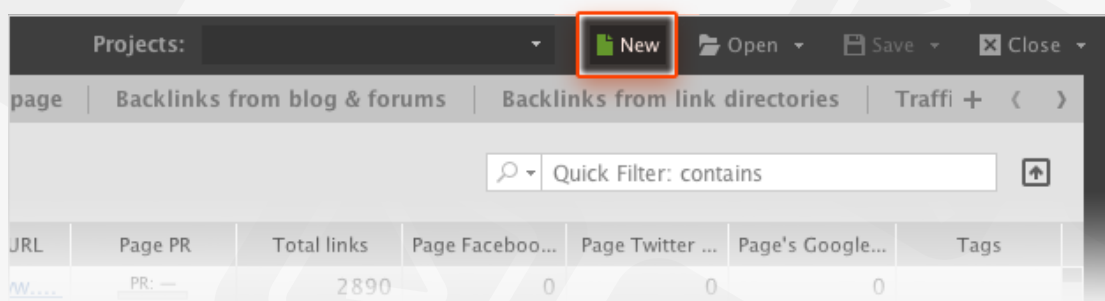 Projects: New Open Save Close
page Backlinks from blog & forums Backlinks from link directories Traffi
Quick Filter: contains
URL Page PR Total links Page Faceboo... Page Twitter ... Page's Google... Tags
PR: — 2890 0 0 0